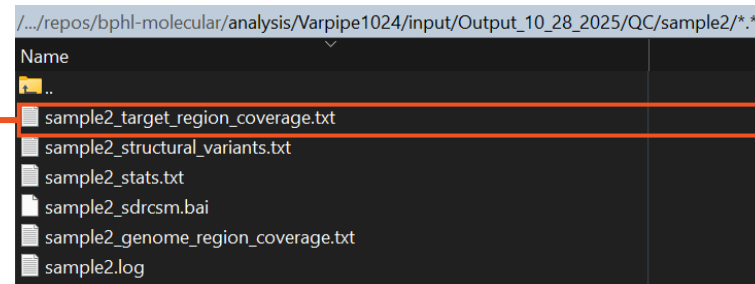 /.../repos/bphl-molecular/analysis/Varpipe1024/input/Output_10_28_2025/QC/sample2/*.*
Name
..
sample2_target_region_coverage.txt
sample2_structural_variants.txt
sample2_stats.txt
sample2_sdrcsm.bai
sample2_genome_region_coverage.txt
sample2.log